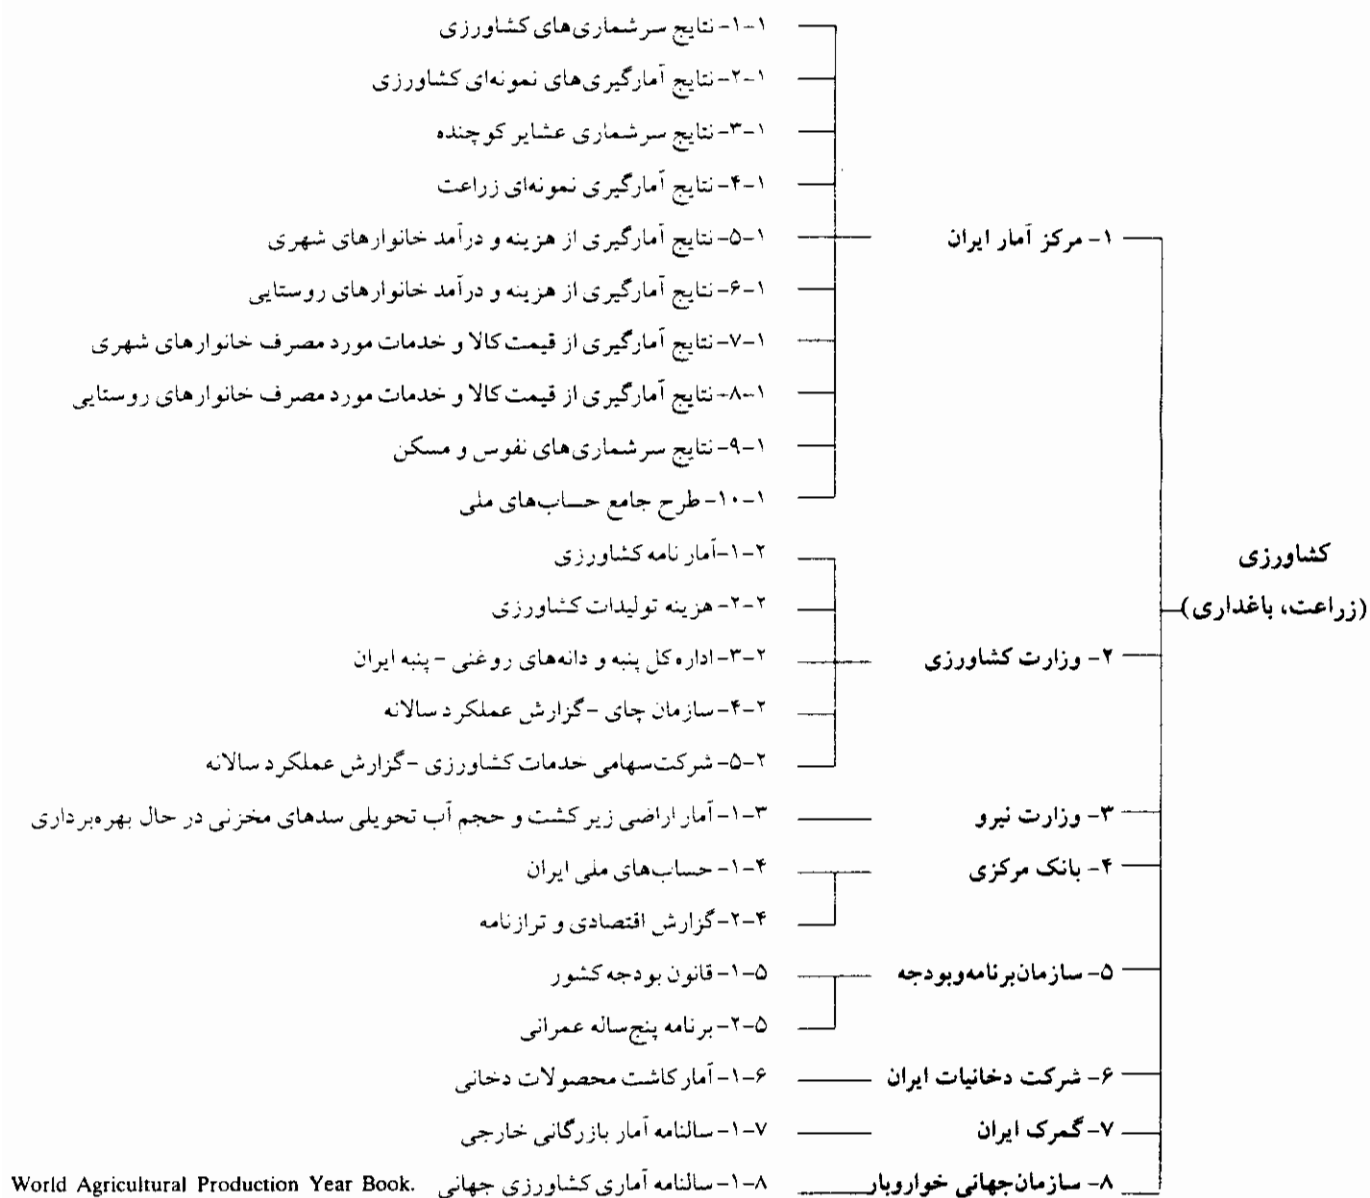 کشاورزی
(زراعت، باغداری)
۱- مرکز آمار ایران
۱-۱- نتایج سرشماری‌های کشاورزی
۱-۲- نتایج آمارگیری‌های نمونه‌ای کشاورزی
۱-۳- نتایج سرشماری عشایر کوچنده
۱-۴- نتایج آمارگیری نمونه‌ای زراعت
۱-۵- نتایج آمارگیری از هزینه و درآمد خانوارهای شهری
۱-۶- نتایج آمارگیری از هزینه و درآمد خانوارهای روستایی
۱-۷- نتایج آمارگیری از قیمت کالا و خدمات مورد مصرف خانوارهای شهری
۱-۸- نتایج آمارگیری از قیمت کالا و خدمات مورد مصرف خانوارهای روستایی
۱-۹- نتایج سرشماری‌های نفوس و مسکن
۱-۱۰- طرح جامع حساب‌های ملی
۲- وزارت کشاورزی
۲-۱- آمار نامه کشاورزی
۲-۲- هزینه تولیدات کشاورزی
۲-۳- اداره کل پنبه و دانه‌های روغنی - پنبه ایران
۲-۴- سازمان چای - گزارش عملکرد سالانه
۲-۵- شرکت سهامی خدمات کشاورزی - گزارش عملکرد سالانه
۳- وزارت نیرو
۳-۱- آمار اراضی زیر کشت و حجم آب تحویلی سدهای مخزنی در حال بهره‌برداری
۴- بانک مرکزی
۴-۱- حساب‌های ملی ایران
۴-۲- گزارش اقتصادی و ترازنامه
۵- سازمان برنامه و بودجه
۵-۱- قانون بودجه کشور
۵-۲- برنامه پنج‌ساله عمرانی
۶- شرکت دخانیات ایران
۶-۱- آمار کاشت محصولات دخانی
۷- گمرک ایران
۷-۱- سالنامه آمار بازرگانی خارجی
۸- سازمان جهانی خواروبار
۸-۱- سالنامه آماری کشاورزی جهانی World Agricultural Production Year Book.